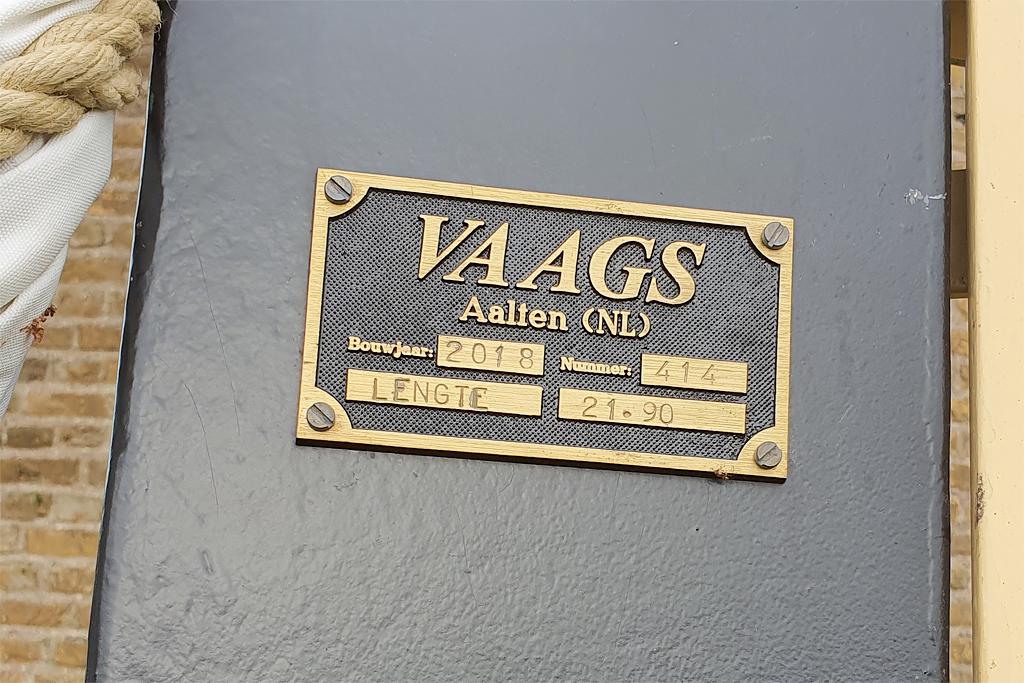 VAAGS
Aalten (NL)
Bouwjaar: 2018 Nummer: 414
LENGTE 21.90